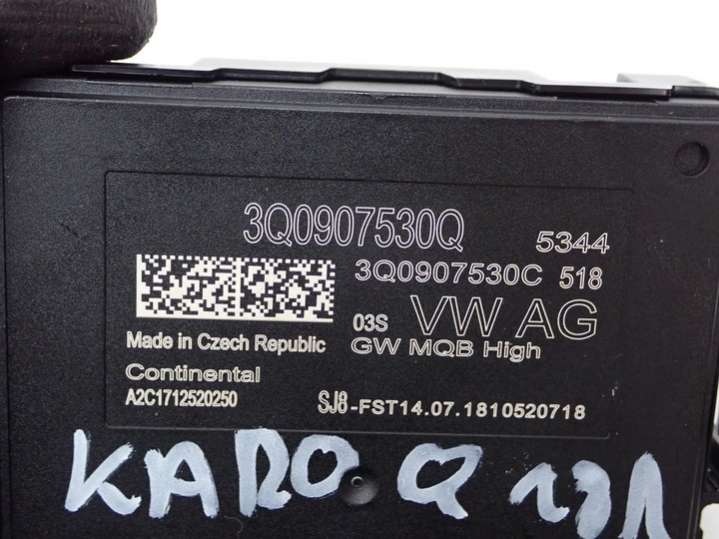 3Q0907530Q 5344
3Q0907530C 518
03S VW AG
Made in Czech Republic GW MQB High
Continental
A2C1712520250 SJ8-FST14.07.1810520718
KAROQ